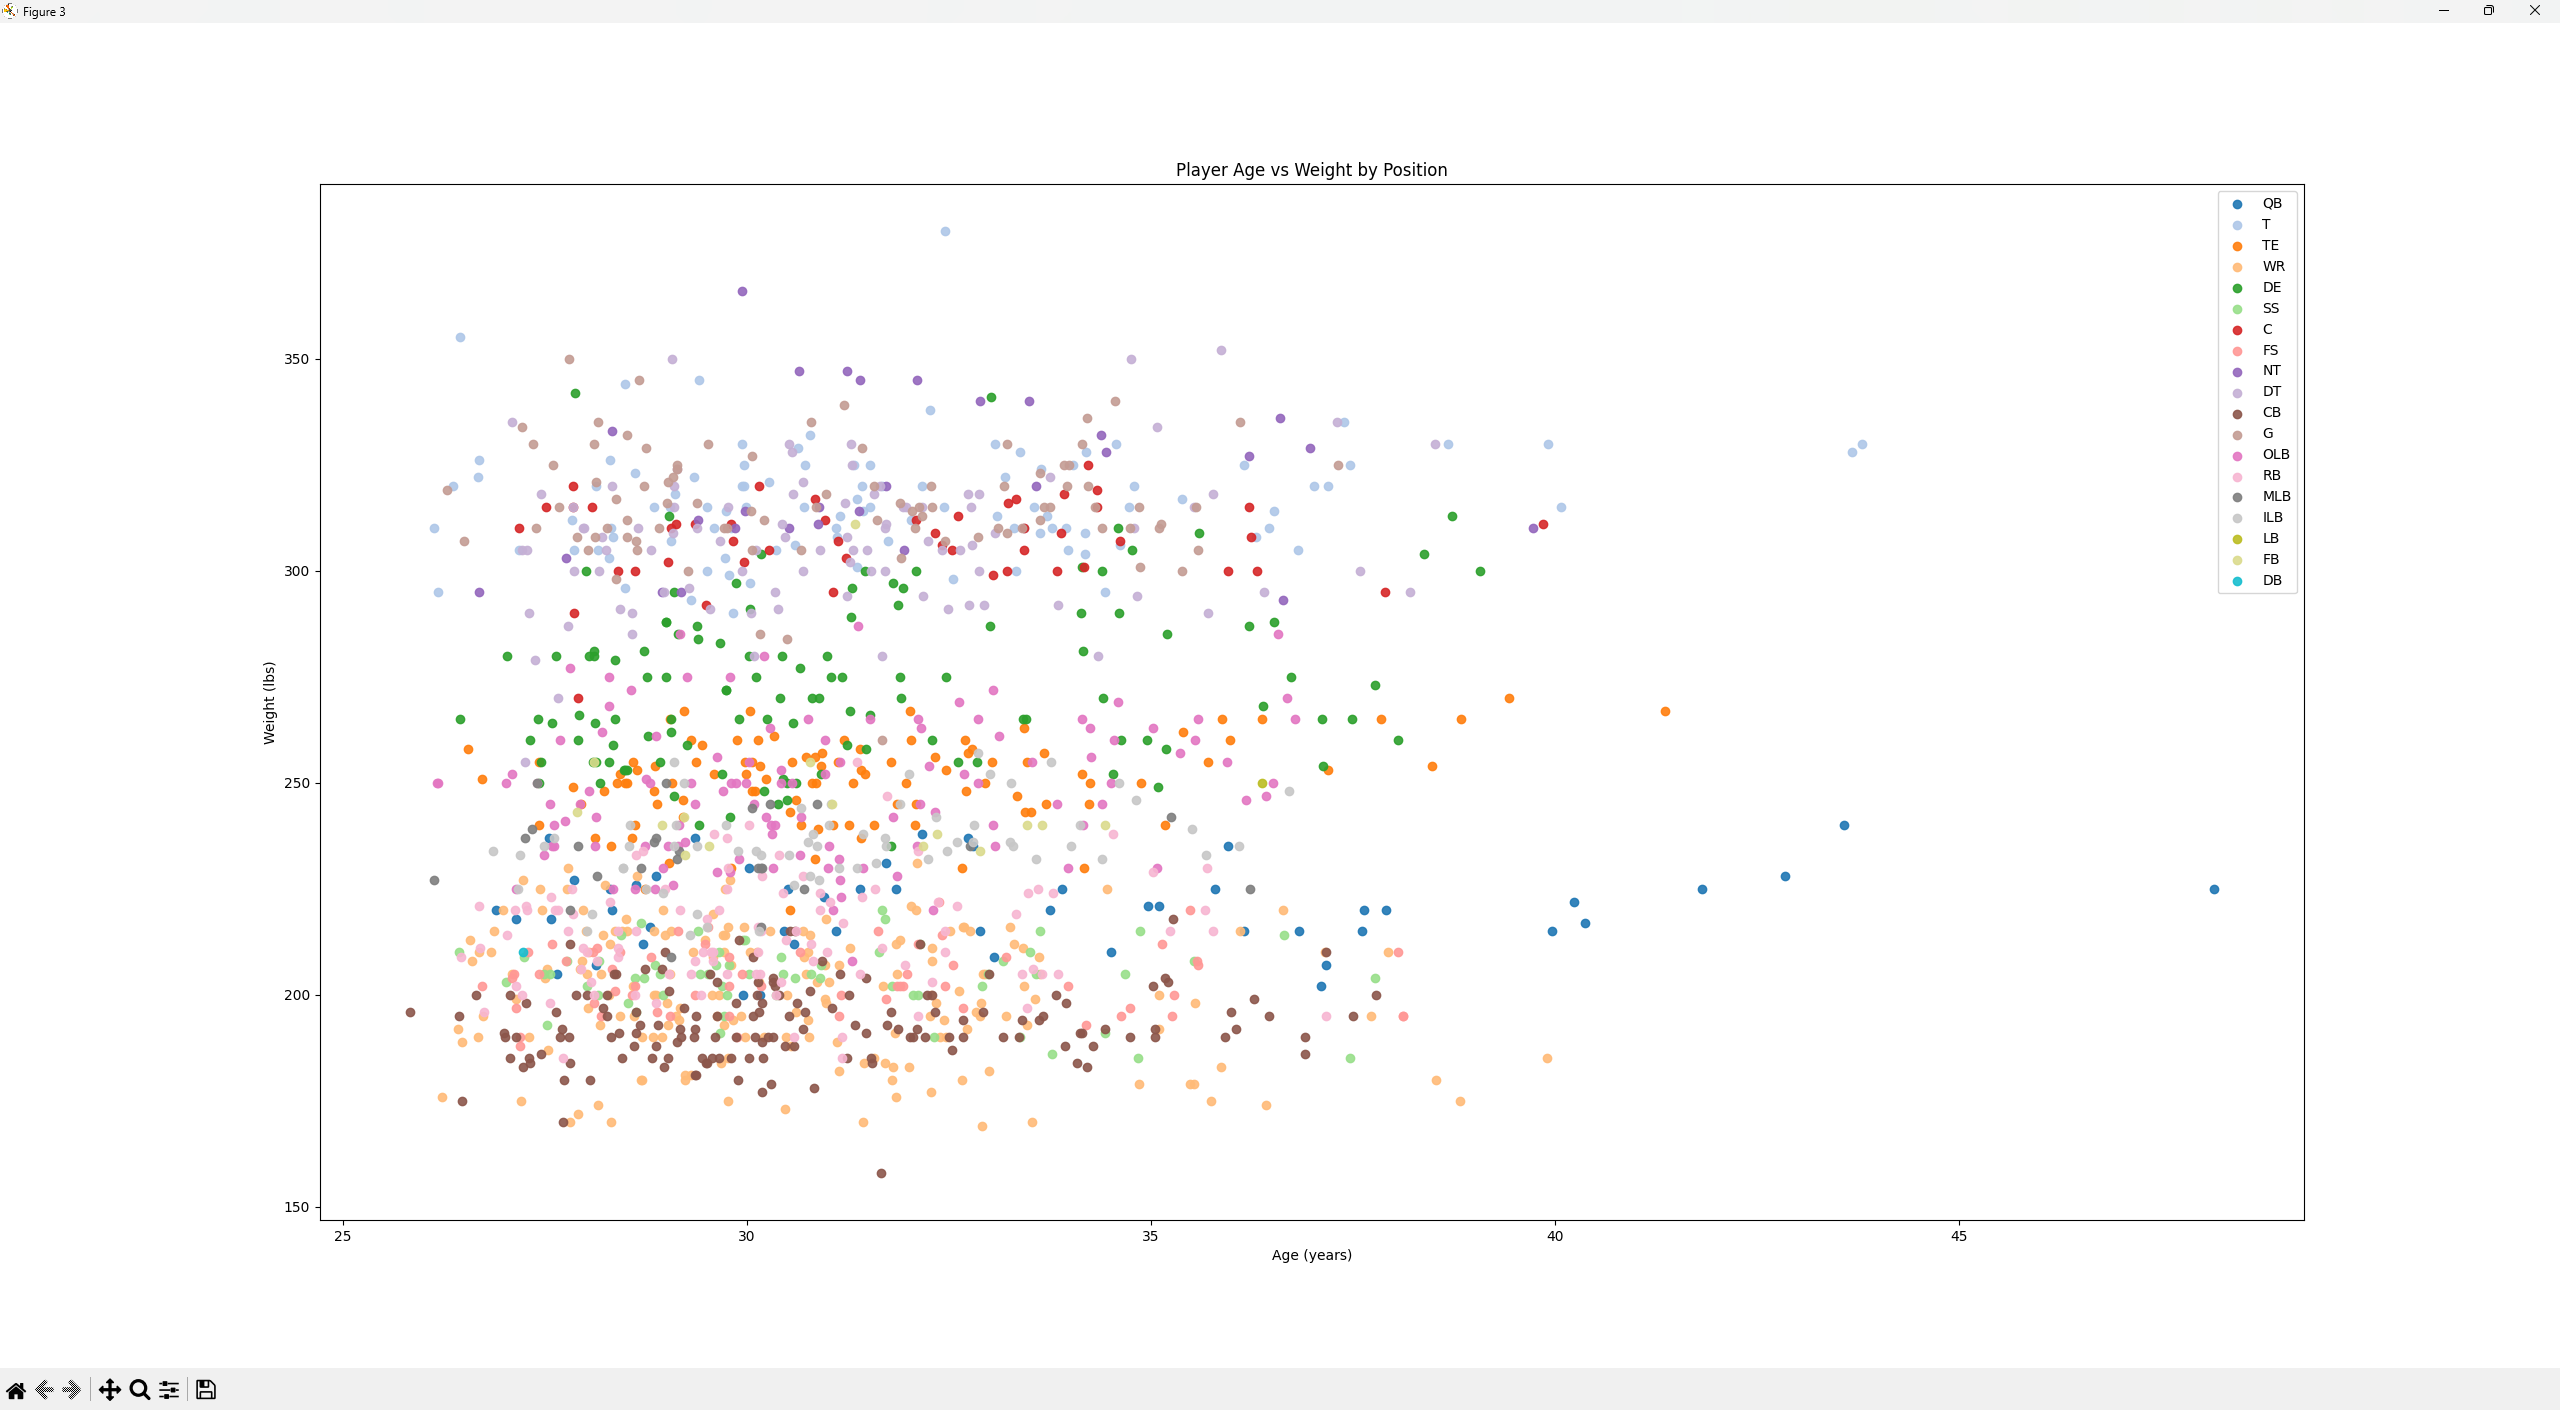 Figure 3
Player Age vs Weight by Position
QB
T
TE
WR
DE
SS
C
FS
NT
DT
CB
G
OLB
RB
MLB
ILB
LB
FB
DB
350
300
250
200
150
Weight (lbs)
25 30 35 40 45
Age (years)